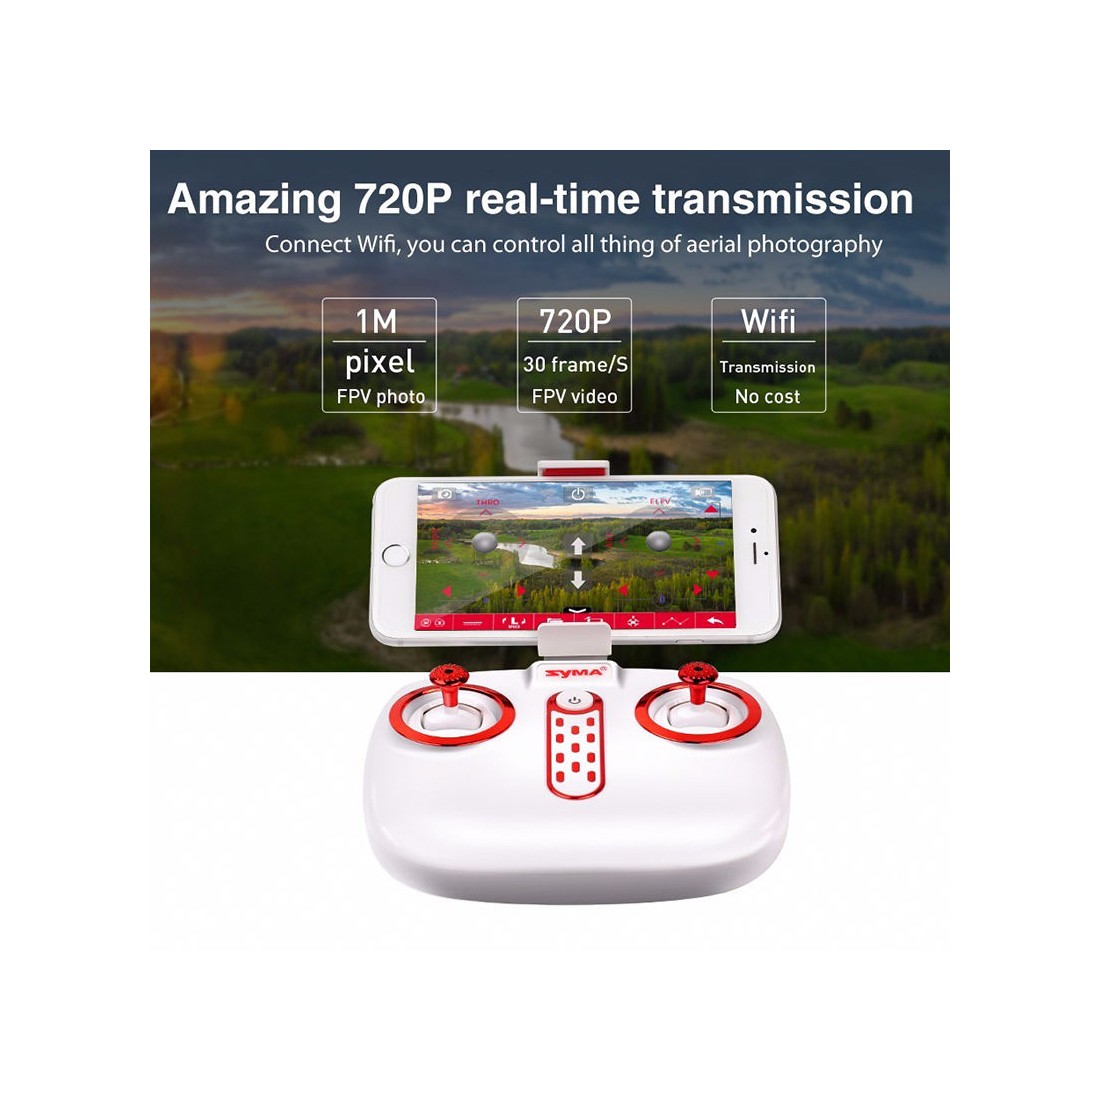 Amazing 720P real-time transmission
Connect Wifi, you can control all thing of aerial photography
1M
pixel
FPV photo
720P
30 frame/S
FPV video
Wifi
Transmission
No cost
THRO
ELEV
SYMA®